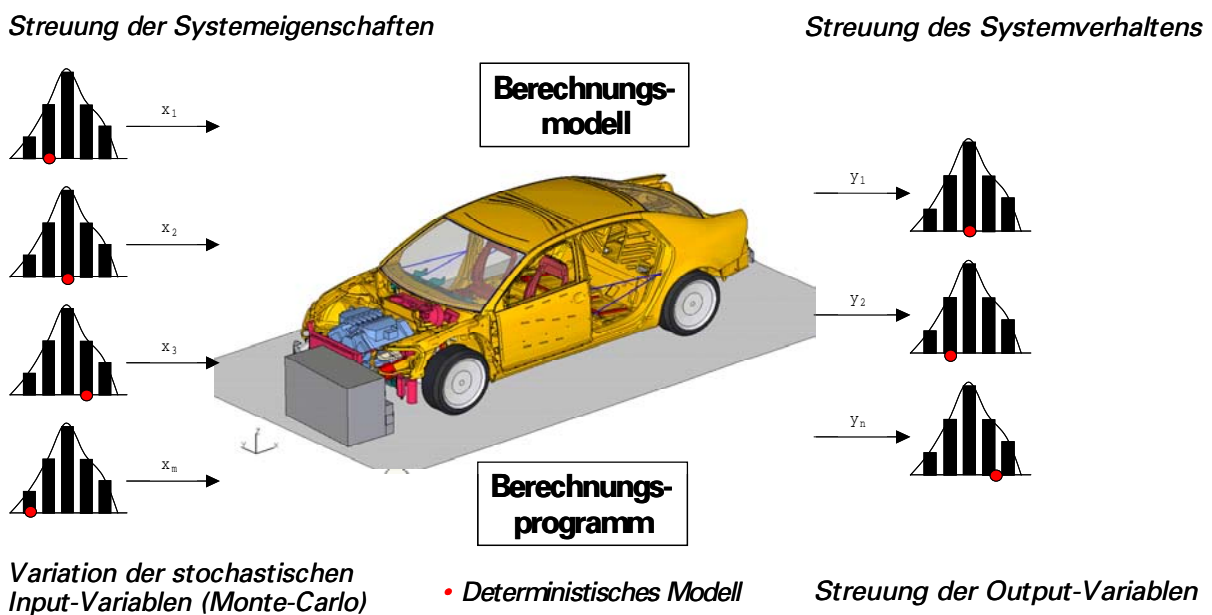 Streuung der Systemeigenschaften
Streuung des Systemverhaltens
Berechnungs-
modell
x₁
x₂
x₃
xₘ
y₁
y₂
yₙ
Berechnungs-
programm
Variation der stochastischen
Input-Variablen (Monte-Carlo)
• Deterministisches Modell
Streuung der Output-Variablen